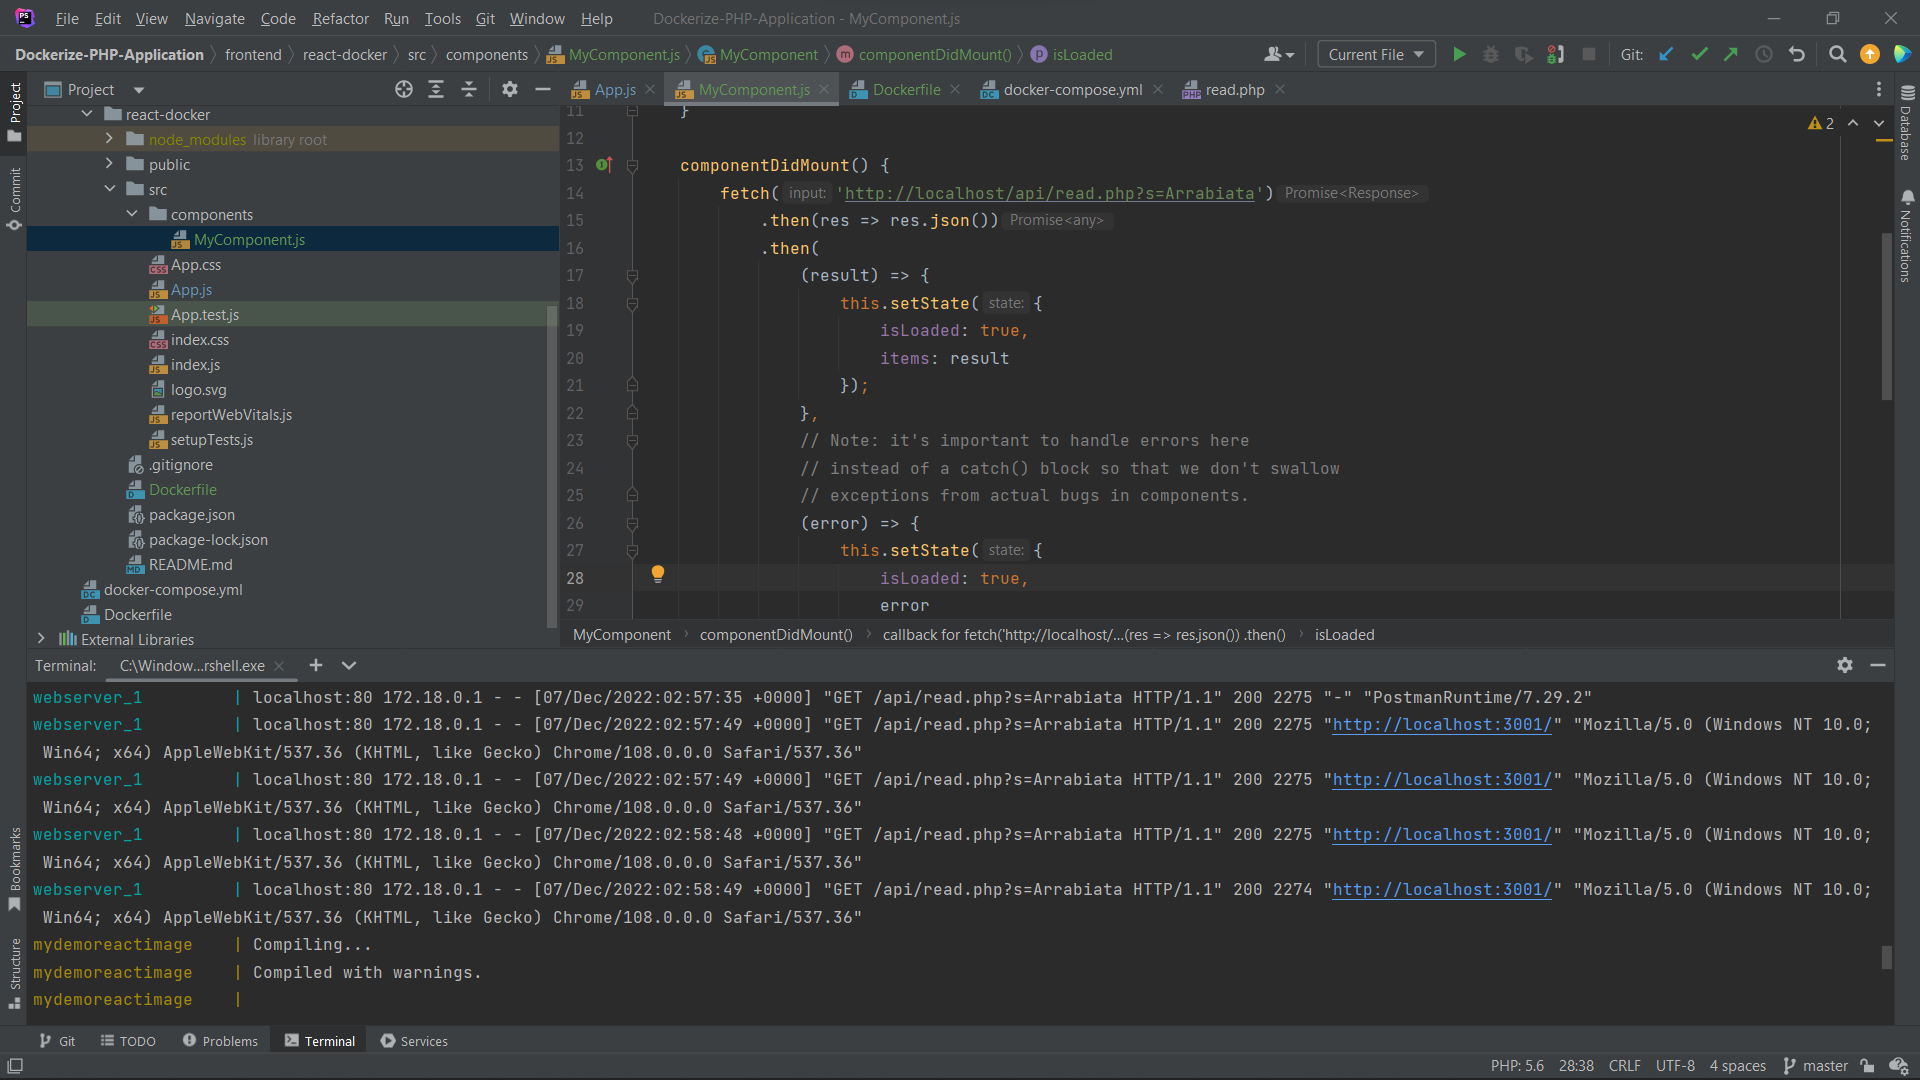 PS File Edit View Navigate Code Refactor Run Tools Git Window Help Dockerize-PHP-Application - MyComponent.js
Dockerize-PHP-Application frontend react-docker src components MyComponent.js MyComponent componentDidMount() isLoaded Current File Git:
Project
App.js MyComponent.js Dockerfile docker-compose.yml read.php
Project
Commit
Bookmarks
Structure
react-docker
node_modules library root
public
src
components
MyComponent.js
App.css
App.js
App.test.js
index.css
index.js
logo.svg
reportWebVitals.js
setupTests.js
.gitignore
Dockerfile
package.json
package-lock.json
README.md
docker-compose.yml
Dockerfile
External Libraries
11 }
12
13 componentDidMount() {
14 fetch( input: 'http://localhost/api/read.php?s=Arrabiata') Promise<Response>
15 .then(res => res.json()) Promise<any>
16 .then(
17 (result) => {
18 this.setState( state: {
19 isLoaded: true,
20 items: result
21 });
22 },
23 // Note: it's important to handle errors here
24 // instead of a catch() block so that we don't swallow
25 // exceptions from actual bugs in components.
26 (error) => {
27 this.setState( state: {
28 isLoaded: true,
29 error
2
Database
Notifications
MyComponent componentDidMount() callback for fetch('http://localhost/...(res => res.json()) .then() isLoaded
Terminal: C:\Window...rshell.exe
webserver_1 | localhost:80 172.18.0.1 - - [07/Dec/2022:02:57:35 +0000] "GET /api/read.php?s=Arrabiata HTTP/1.1" 200 2275 "-" "PostmanRuntime/7.29.2"
webserver_1 | localhost:80 172.18.0.1 - - [07/Dec/2022:02:57:49 +0000] "GET /api/read.php?s=Arrabiata HTTP/1.1" 200 2275 "http://localhost:3001/" "Mozilla/5.0 (Windows NT 10.0;
Win64; x64) AppleWebKit/537.36 (KHTML, like Gecko) Chrome/108.0.0.0 Safari/537.36"
webserver_1 | localhost:80 172.18.0.1 - - [07/Dec/2022:02:57:49 +0000] "GET /api/read.php?s=Arrabiata HTTP/1.1" 200 2275 "http://localhost:3001/" "Mozilla/5.0 (Windows NT 10.0;
Win64; x64) AppleWebKit/537.36 (KHTML, like Gecko) Chrome/108.0.0.0 Safari/537.36"
webserver_1 | localhost:80 172.18.0.1 - - [07/Dec/2022:02:58:48 +0000] "GET /api/read.php?s=Arrabiata HTTP/1.1" 200 2275 "http://localhost:3001/" "Mozilla/5.0 (Windows NT 10.0;
Win64; x64) AppleWebKit/537.36 (KHTML, like Gecko) Chrome/108.0.0.0 Safari/537.36"
webserver_1 | localhost:80 172.18.0.1 - - [07/Dec/2022:02:58:49 +0000] "GET /api/read.php?s=Arrabiata HTTP/1.1" 200 2274 "http://localhost:3001/" "Mozilla/5.0 (Windows NT 10.0;
Win64; x64) AppleWebKit/537.36 (KHTML, like Gecko) Chrome/108.0.0.0 Safari/537.36"
mydemoreactimage | Compiling...
mydemoreactimage | Compiled with warnings.
mydemoreactimage |
Git TODO Problems Terminal Services
PHP: 5.6 28:38 CRLF UTF-8 4 spaces master